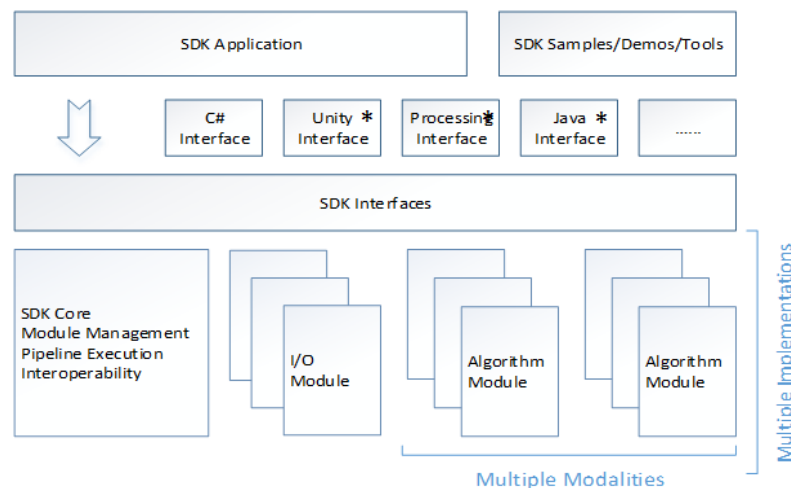 SDK Application
SDK Samples/Demos/Tools
C#
Interface
Unity *
Interface
Processing*
Interface
Java *
Interface
......
SDK Interfaces
SDK Core
Module Management
Pipeline Execution
Interoperability
I/O
Module
Algorithm
Module
Algorithm
Module
Multiple Implementations
Multiple Modalities